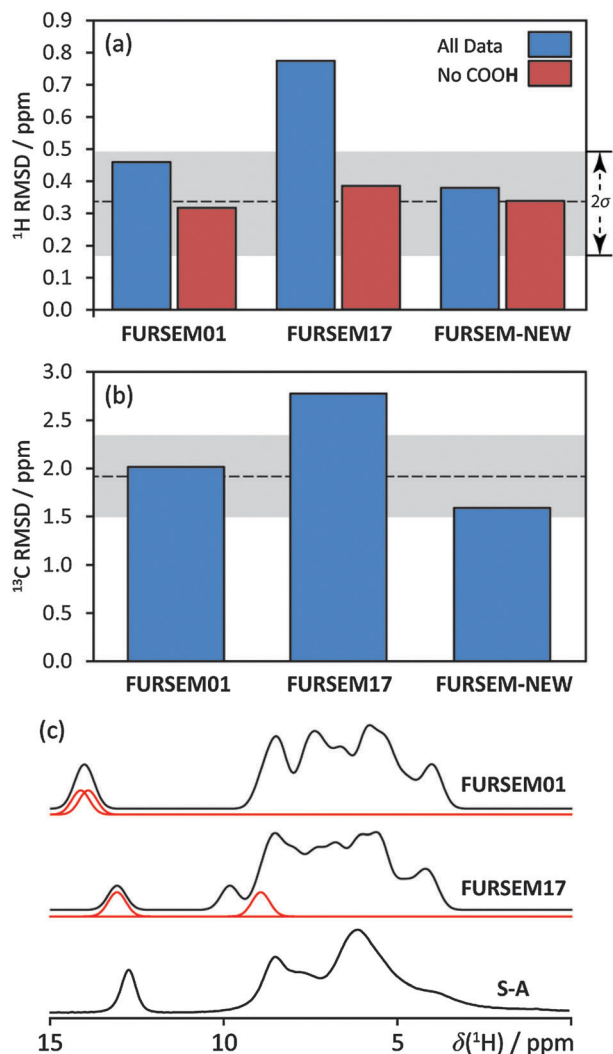 (a)
All Data
No COOH
¹H RMSD / ppm
0.9
0.8
0.7
0.6
0.5
0.4
0.3
0.2
0.1
0.0
2σ
FURSEM01 FURSEM17 FURSEM-NEW
(b)
¹³C RMSD / ppm
3.0
2.5
2.0
1.5
1.0
0.5
0.0
FURSEM01 FURSEM17 FURSEM-NEW
(c)
FURSEM01
FURSEM17
S-A
15 10 5 δ(¹H) / ppm